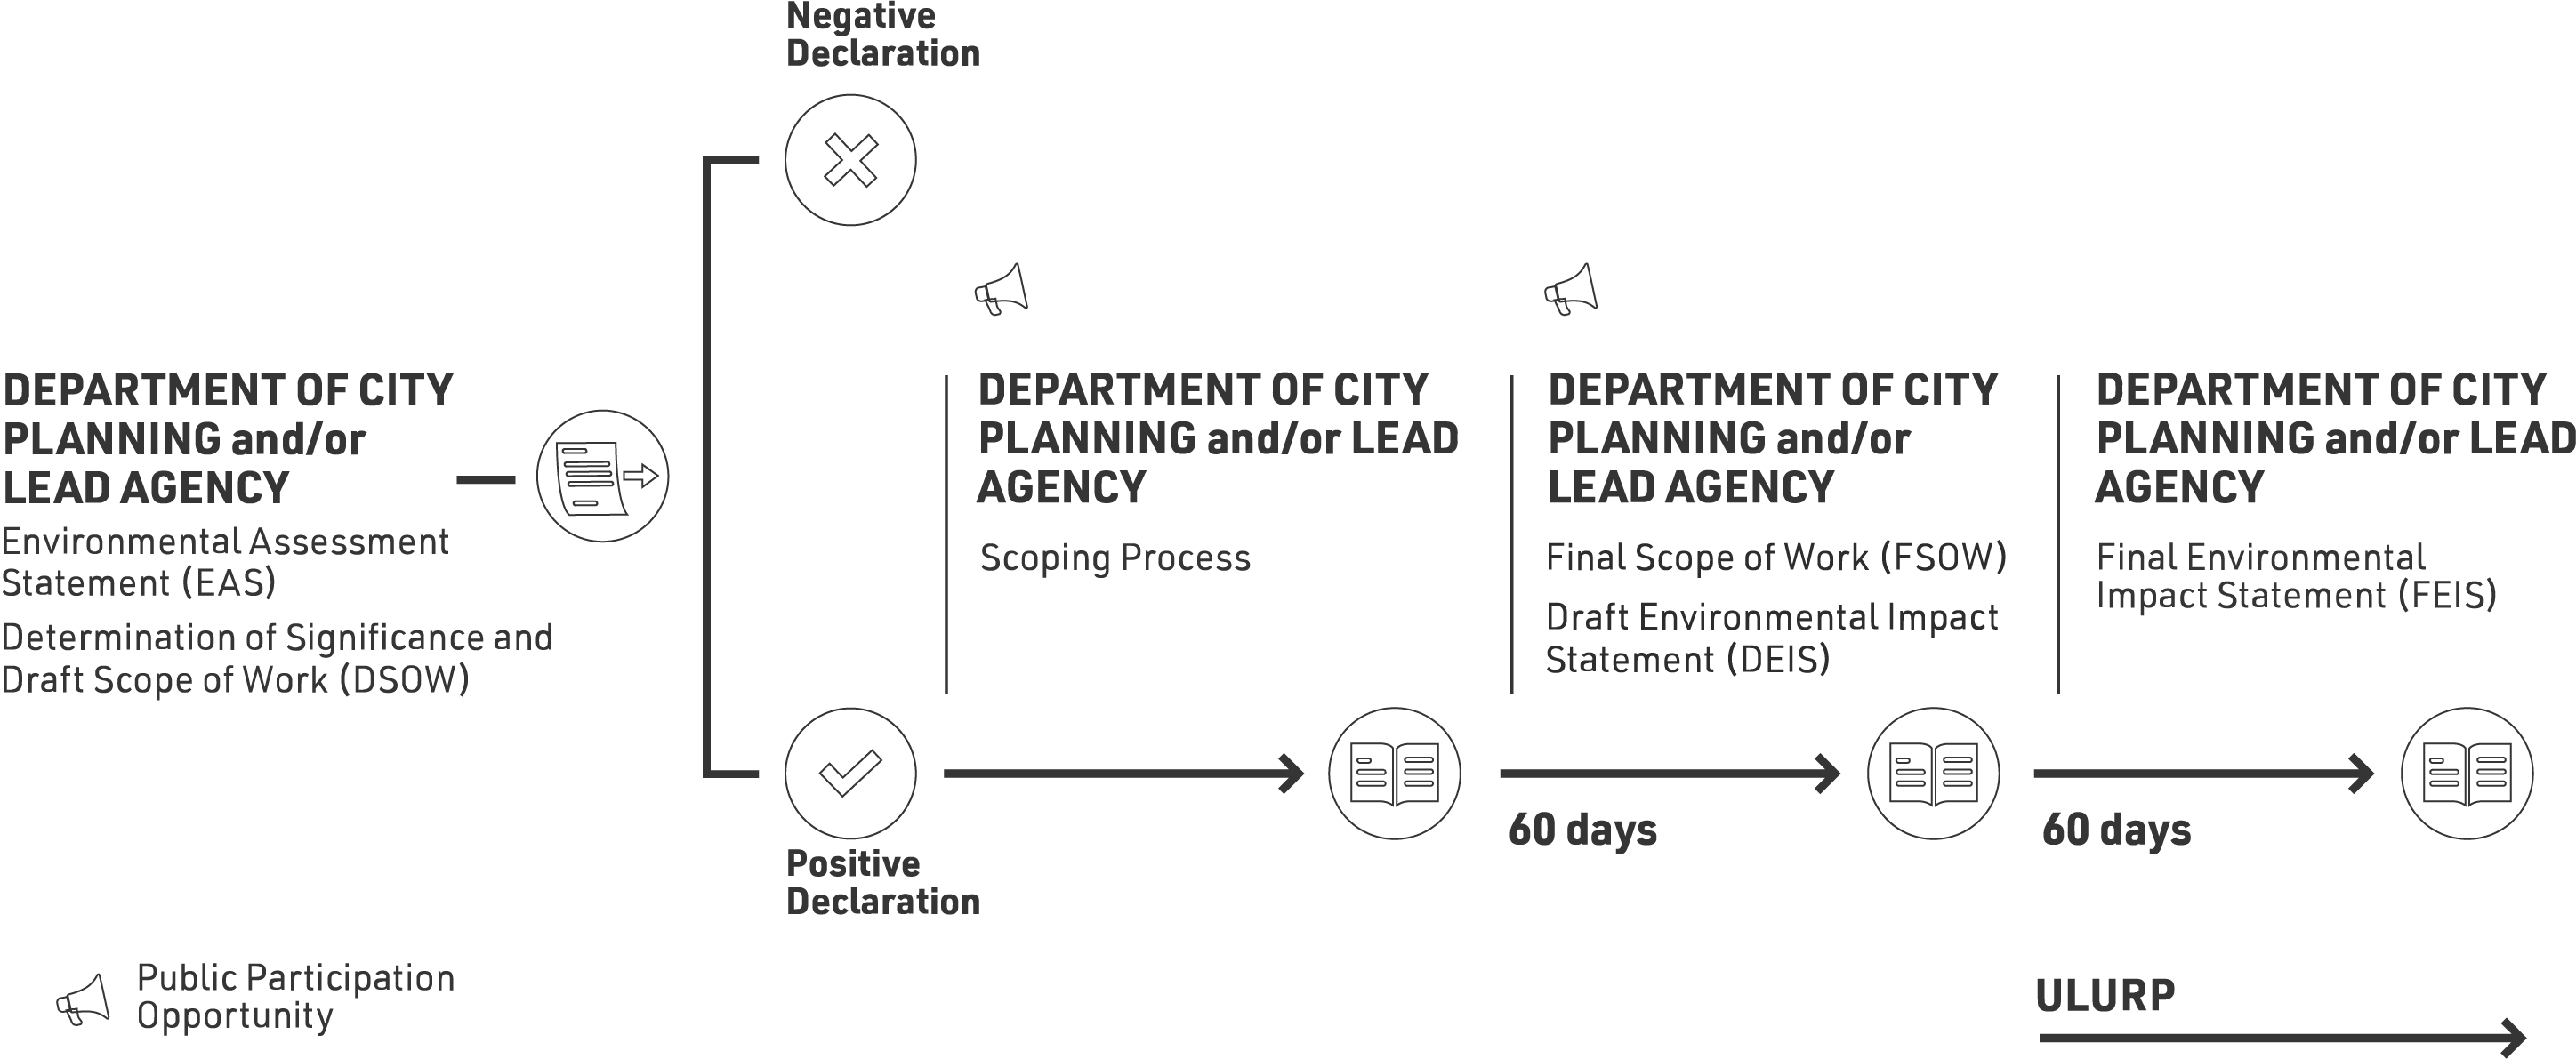 Negative
Declaration
DEPARTMENT OF CITY
PLANNING and/or
LEAD AGENCY
Environmental Assessment
Statement (EAS)
Determination of Significance and
Draft Scope of Work (DSOW)
DEPARTMENT OF CITY
PLANNING and/or LEAD
AGENCY
Scoping Process
DEPARTMENT OF CITY
PLANNING and/or
LEAD AGENCY
Final Scope of Work (FSOW)
Draft Environmental Impact
Statement (DEIS)
DEPARTMENT OF CITY
PLANNING and/or LEAD
AGENCY
Final Environmental
Impact Statement (FEIS)
Positive
Declaration
60 days
60 days
Public Participation
Opportunity
ULURP